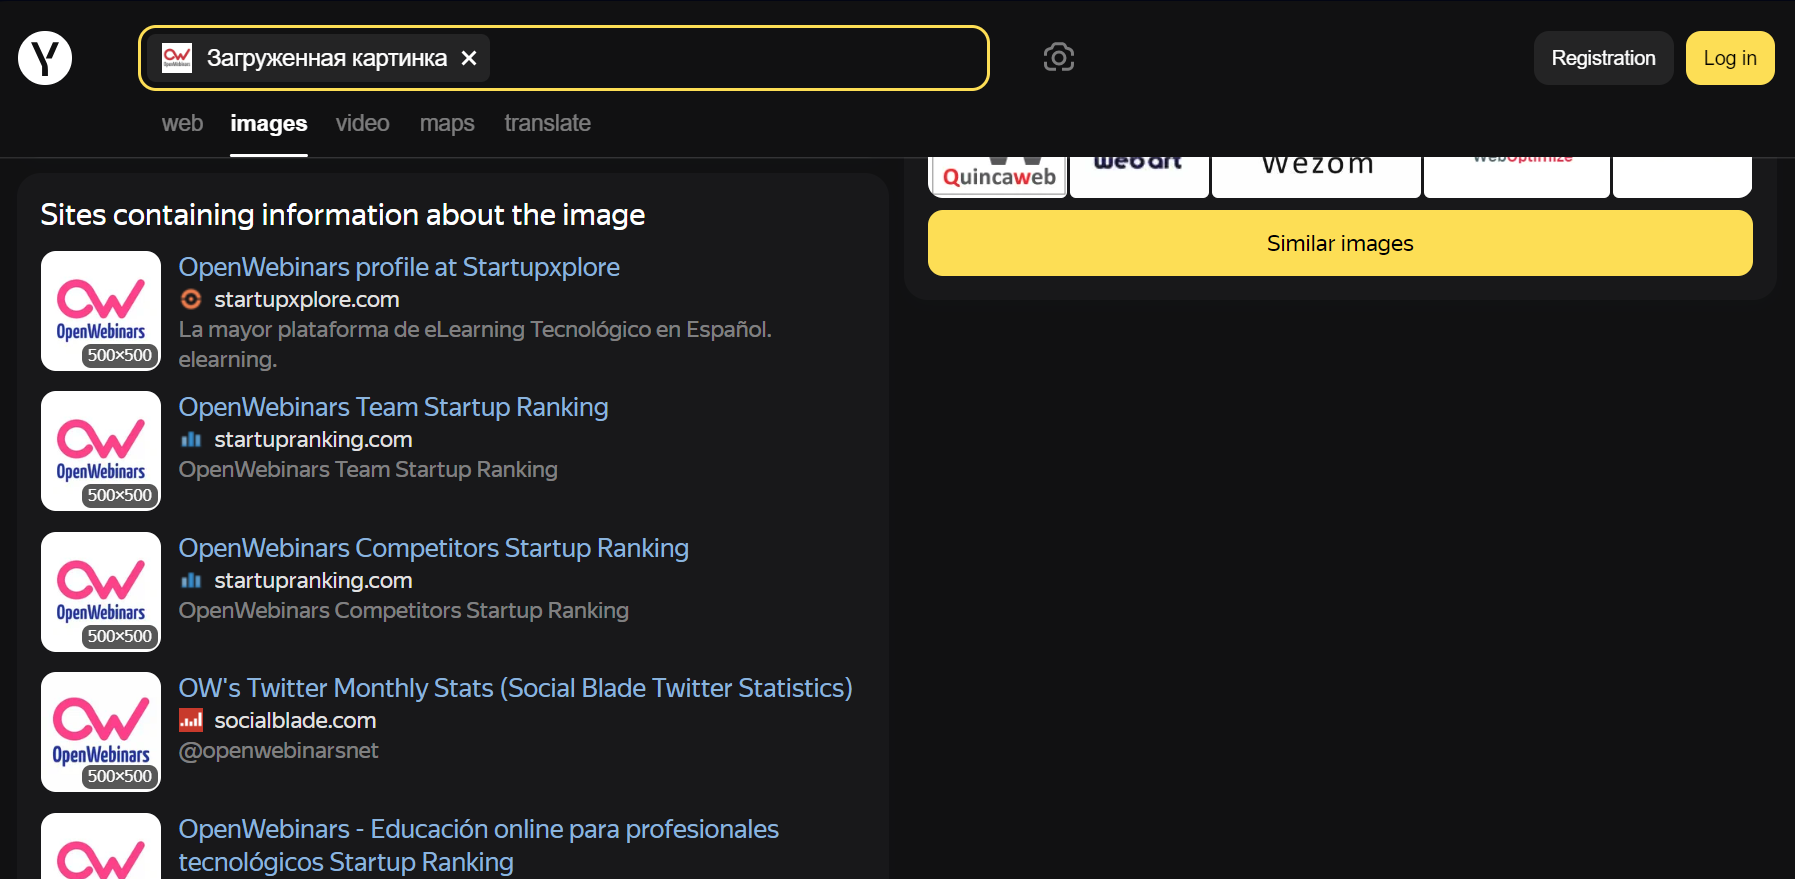 Загруженная картинка
Registration
Log in
web
images
video
maps
translate
Sites containing information about the image
OpenWebinars
500×500
OpenWebinars profile at Startupxplore
startupxplore.com
La mayor plataforma de eLearning Tecnológico en Español.
elearning.
OpenWebinars
500×500
OpenWebinars Team Startup Ranking
startupranking.com
OpenWebinars Team Startup Ranking
OpenWebinars
500×500
OpenWebinars Competitors Startup Ranking
startupranking.com
OpenWebinars Competitors Startup Ranking
OpenWebinars
500×500
OW's Twitter Monthly Stats (Social Blade Twitter Statistics)
socialblade.com
@openwebinarsnet
OpenWebinars - Educación online para profesionales
tecnológicos Startup Ranking
Quincaweb
web art
Wezom
WebOptimize
Similar images